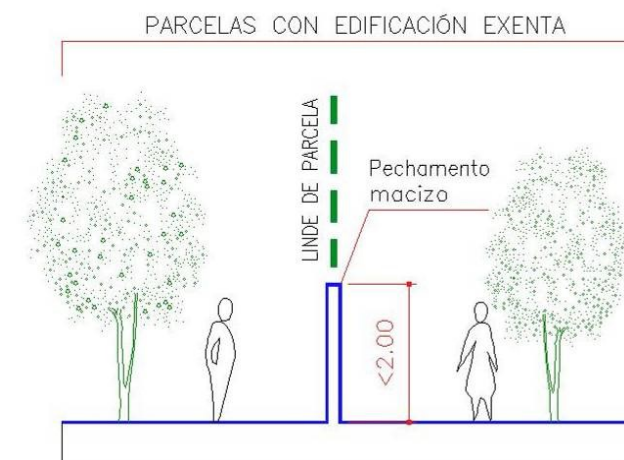 PARCELAS CON EDIFICACIÓN EXENTA
LINDE DE PARCELA
Pechamento
macizo
<2.00